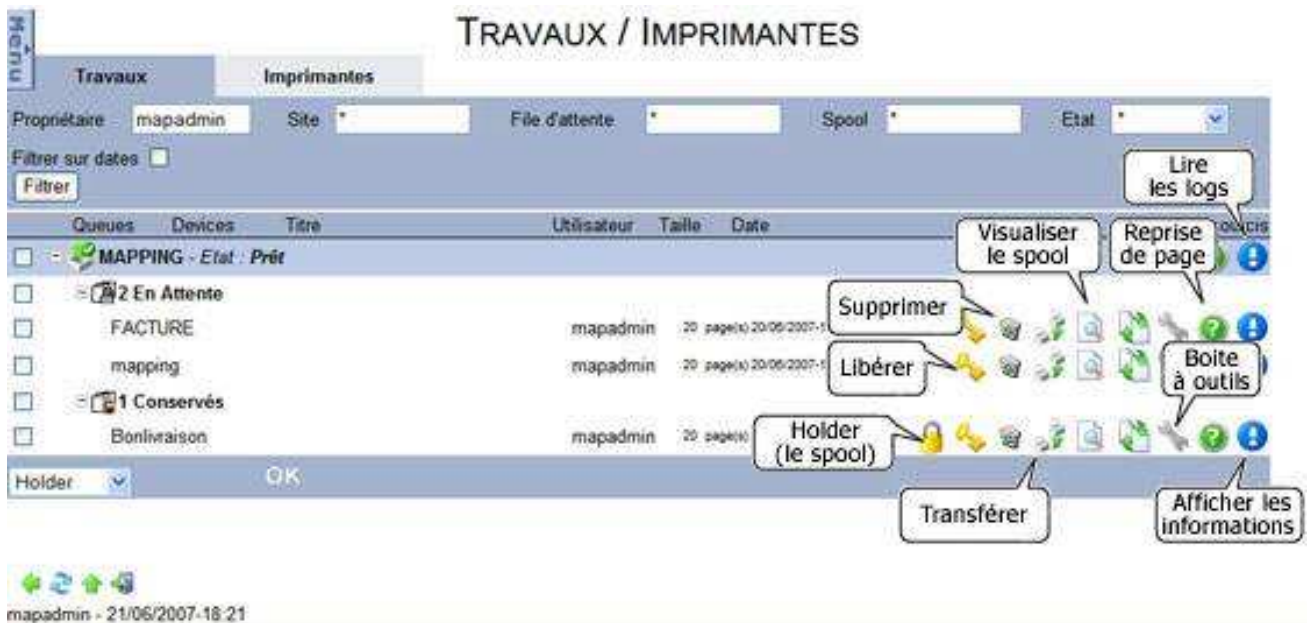 Menu
TRAVAUX / IMPRIMANTES
Travaux Imprimantes
Propriétaire mapadmin Site * File d'attente * Spool * Etat *
Filtrer sur dates
Filtrer
Lire les logs
Queues Devices Titre Utilisateur Taille Date
Visualiser le spool
Reprise de page
MAPPING - Etat : Prêt
2 En Attente
Supprimer
FACTURE mapadmin 20 page(s) 20/06/2007-1
mapping mapadmin 20 page(s) 20/06/2007-1
Libérer
Boite à outils
1 Conservés
Bonlivraison mapadmin 20 page(s)
Holder (le spool)
Holder OK
Transférer
Afficher les informations
mapadmin - 21/06/2007-18:21